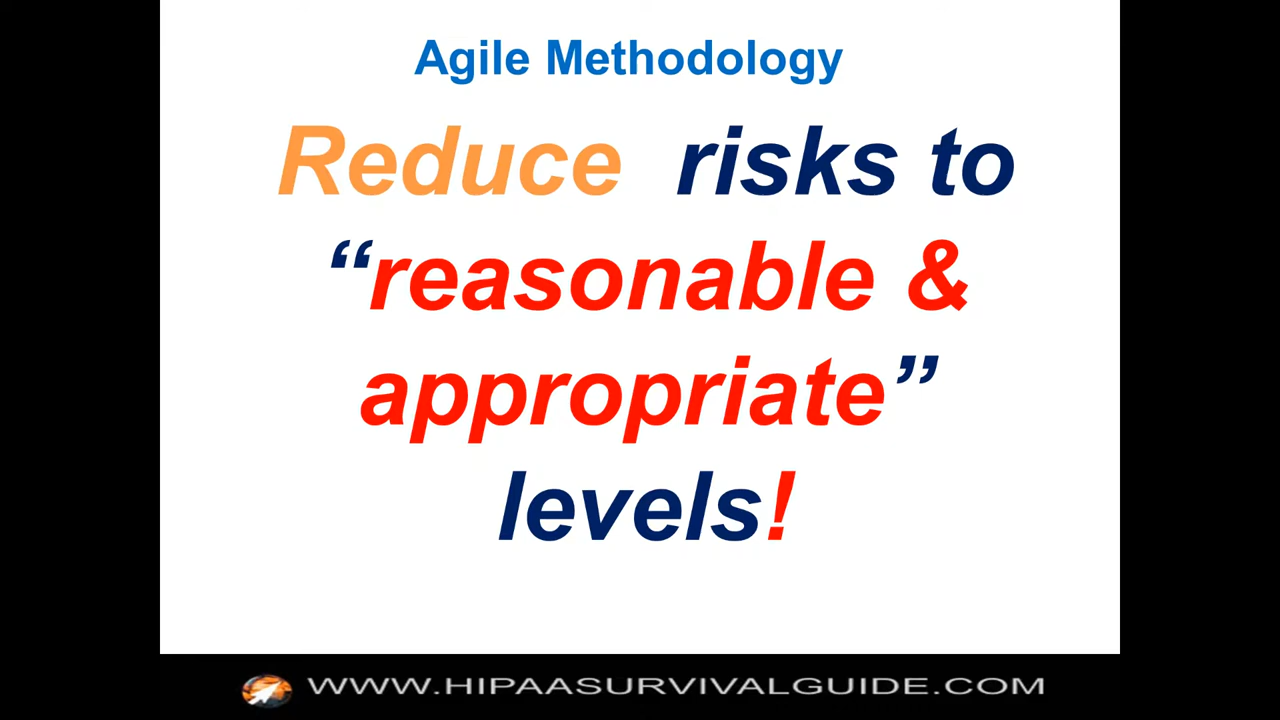 Agile Methodology
Reduce risks to
“reasonable &
appropriate”
levels!
WWW.HIPAASURVIVALGUIDE.COM